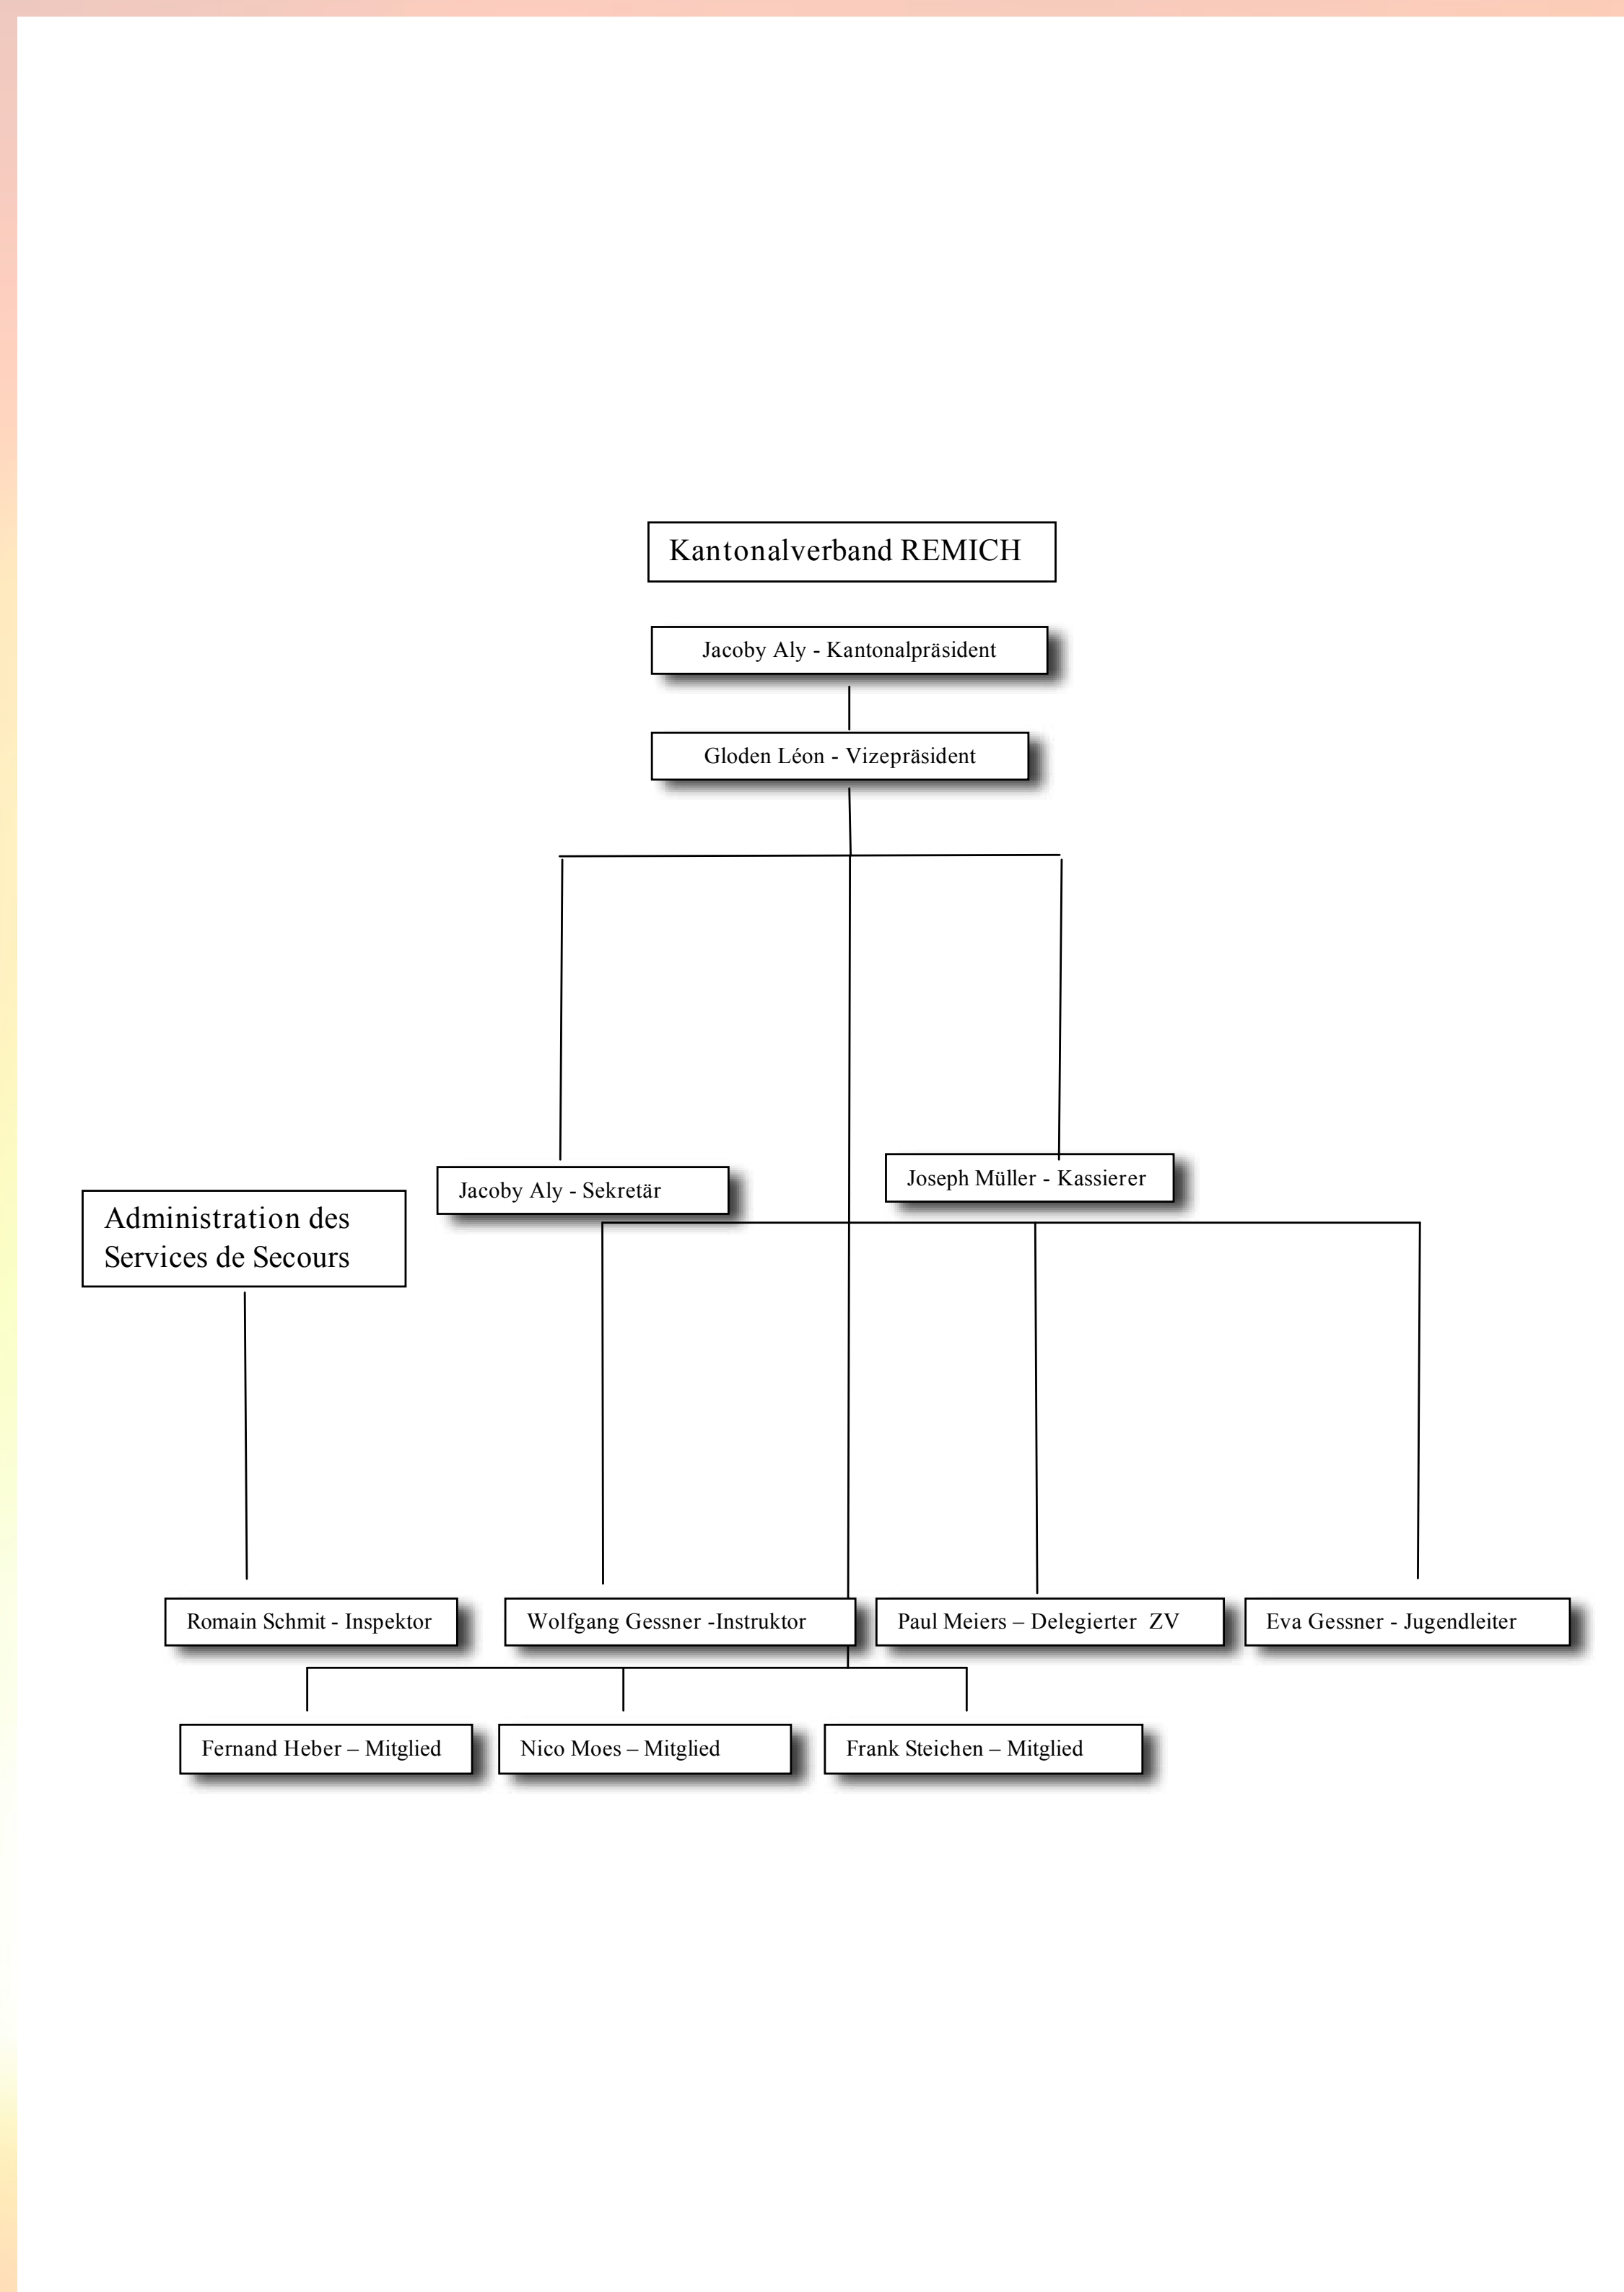 Kantonalverband REMICH
Jacoby Aly - Kantonalpräsident
Gloden Léon - Vizepräsident
Jacoby Aly - Sekretär
Joseph Müller - Kassierer
Administration des
Services de Secours
Romain Schmit - Inspektor
Wolfgang Gessner -Instruktor
Paul Meiers – Delegierter ZV
Eva Gessner - Jugendleiter
Fernand Heber – Mitglied
Nico Moes – Mitglied
Frank Steichen – Mitglied